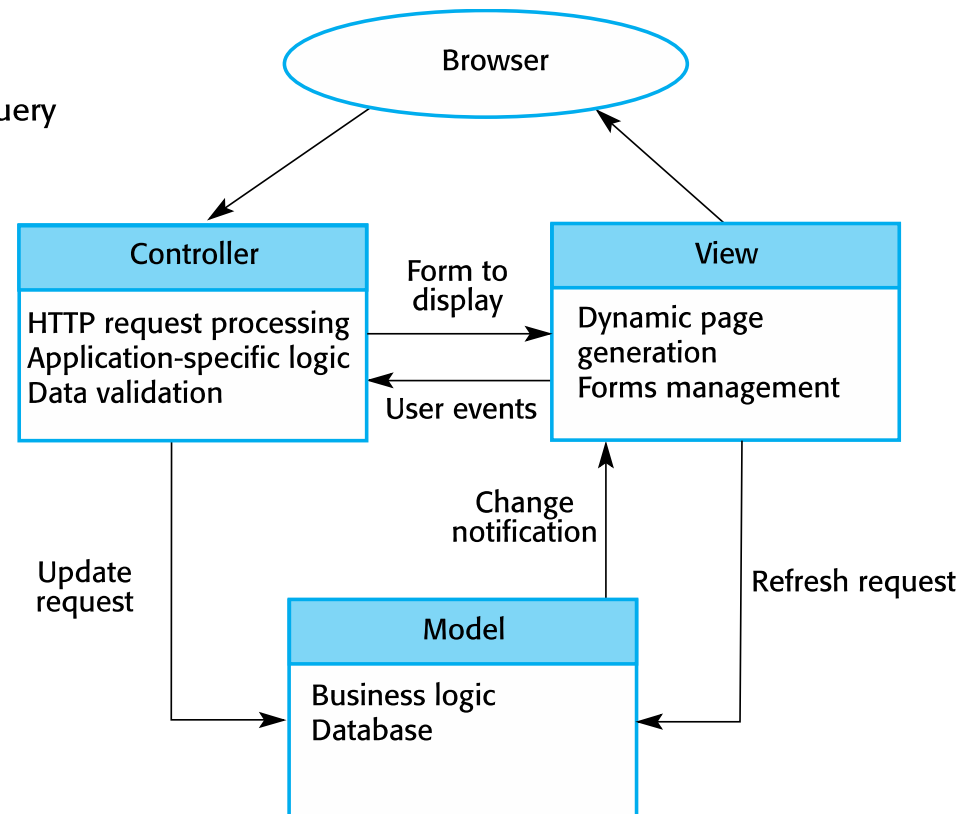 Browser
Controller
HTTP request processing
Application-specific logic
Data validation
Form to
display
User events
View
Dynamic page
generation
Forms management
Update
request
Change
notification
Refresh request
Model
Business logic
Database